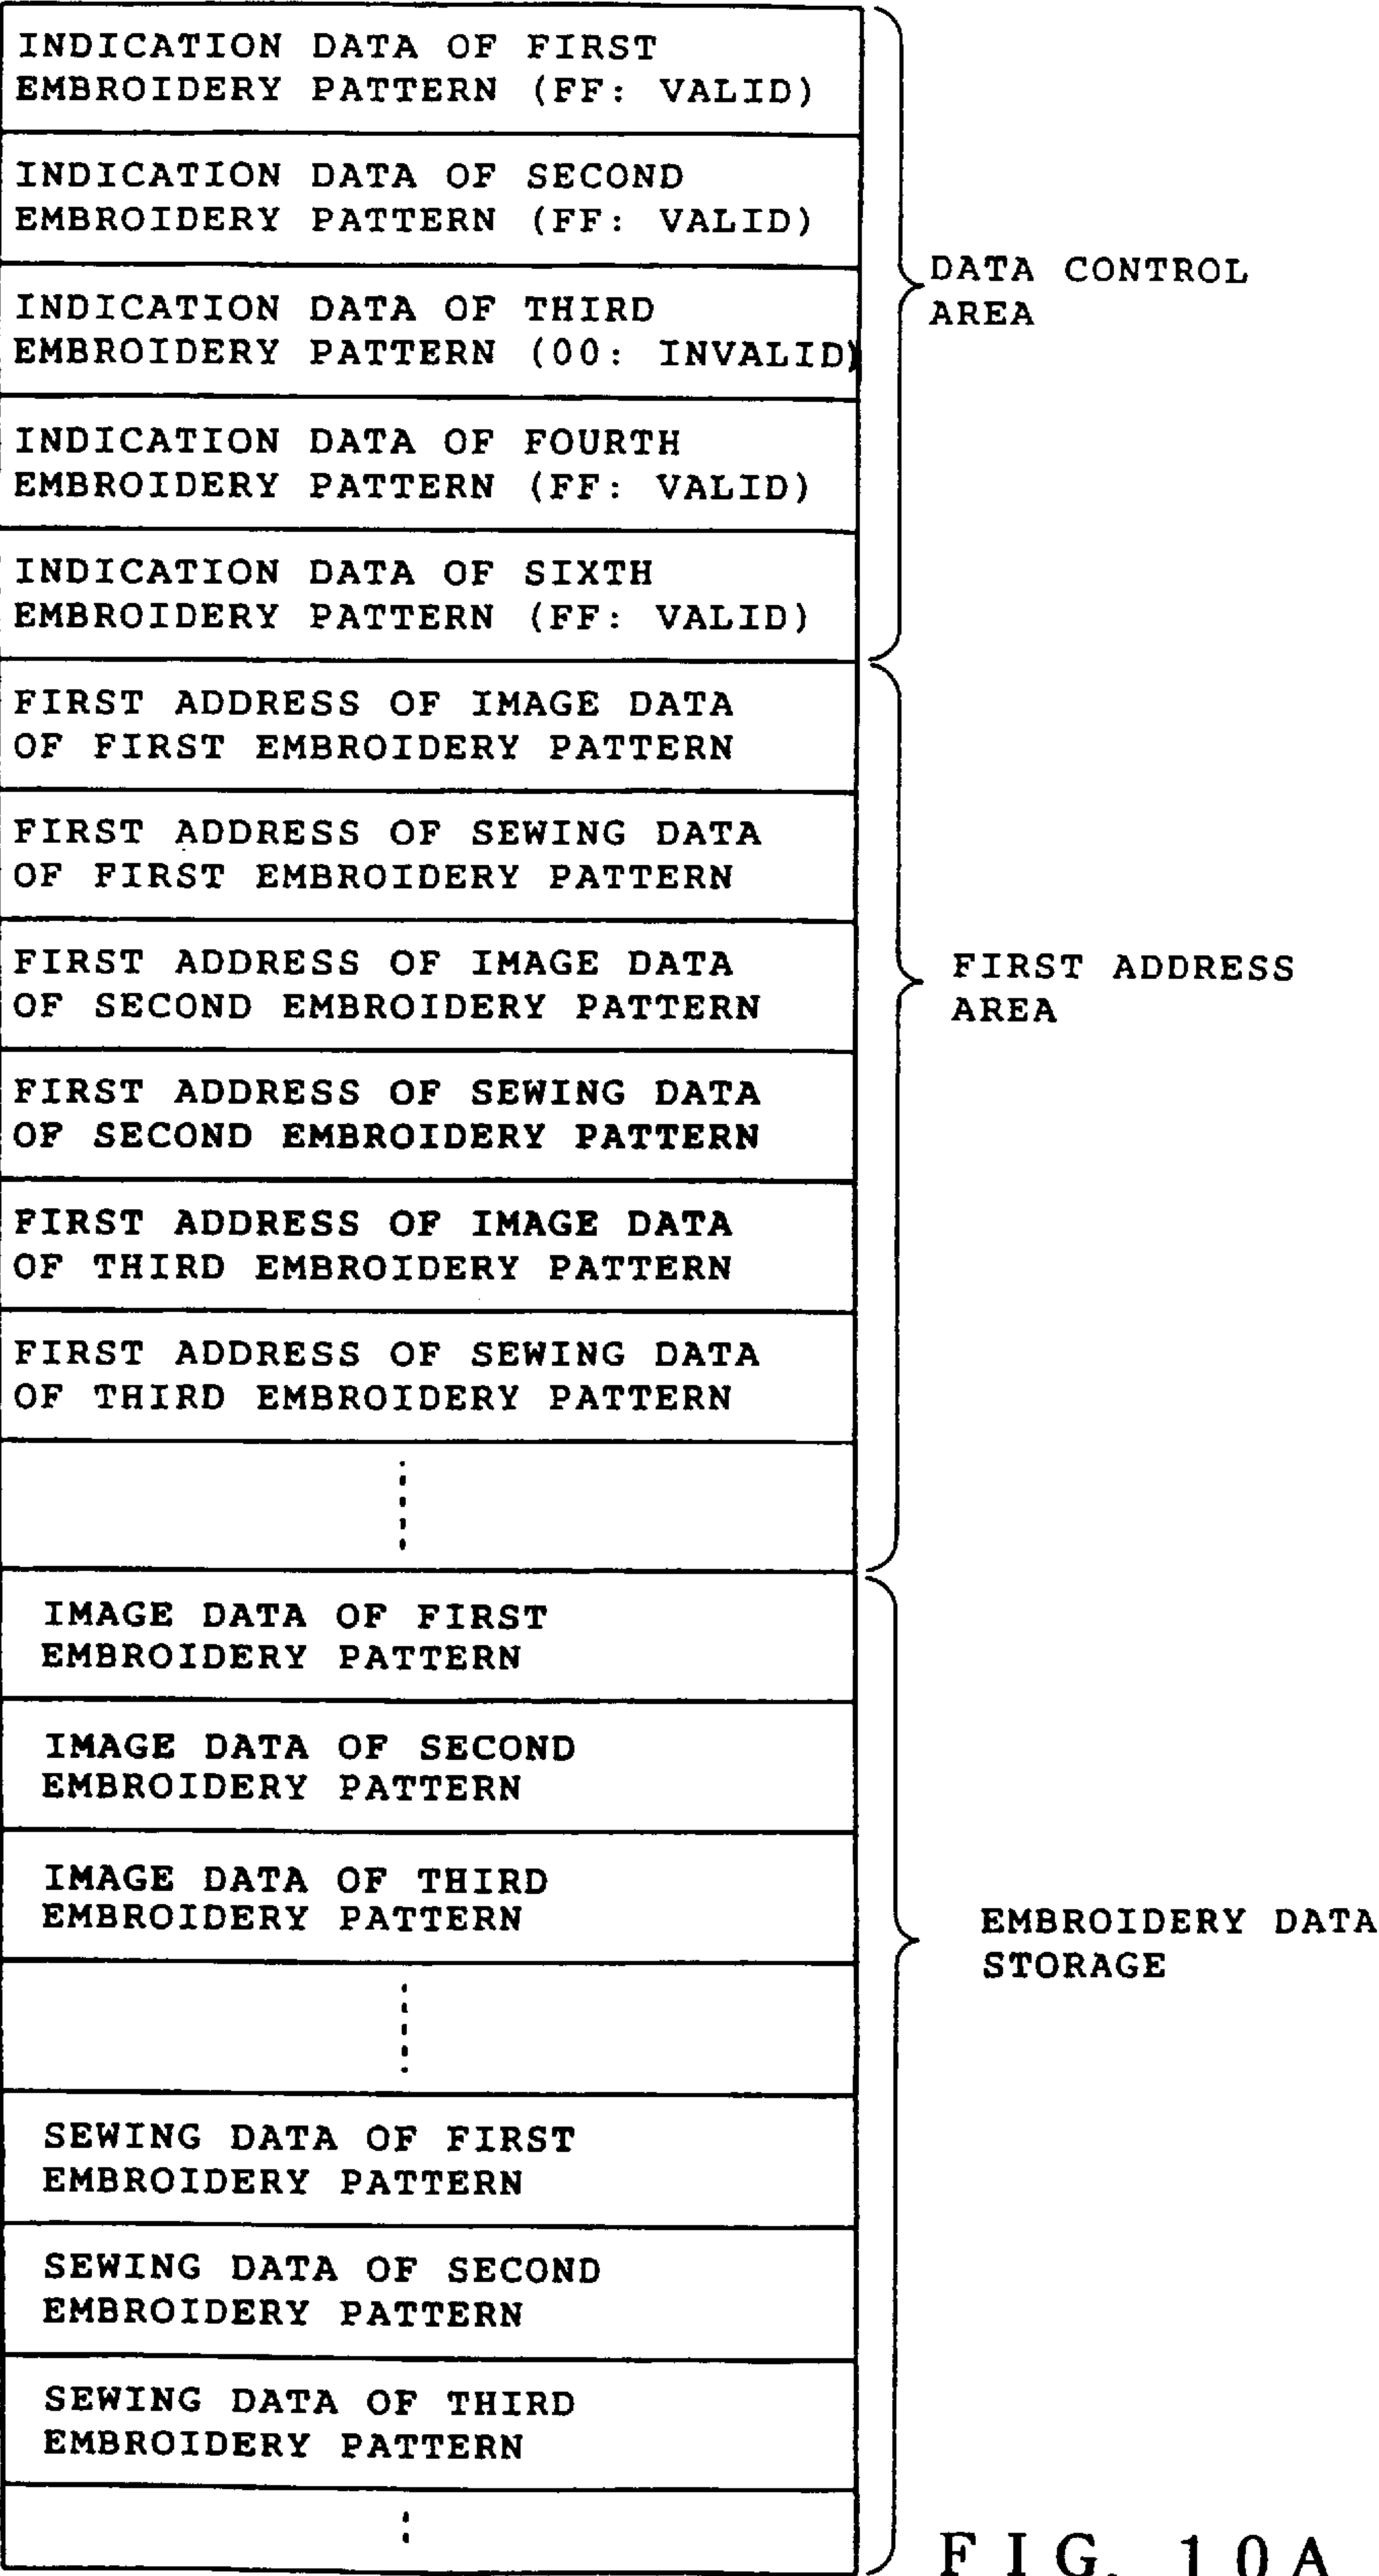 INDICATION DATA OF FIRST
EMBROIDERY PATTERN (FF: VALID)
INDICATION DATA OF SECOND
EMBROIDERY PATTERN (FF: VALID)
INDICATION DATA OF THIRD
EMBROIDERY PATTERN (00: INVALID)
INDICATION DATA OF FOURTH
EMBROIDERY PATTERN (FF: VALID)
INDICATION DATA OF SIXTH
EMBROIDERY PATTERN (FF: VALID)
DATA CONTROL
AREA
FIRST ADDRESS OF IMAGE DATA
OF FIRST EMBROIDERY PATTERN
FIRST ADDRESS OF SEWING DATA
OF FIRST EMBROIDERY PATTERN
FIRST ADDRESS OF IMAGE DATA
OF SECOND EMBROIDERY PATTERN
FIRST ADDRESS OF SEWING DATA
OF SECOND EMBROIDERY PATTERN
FIRST ADDRESS OF IMAGE DATA
OF THIRD EMBROIDERY PATTERN
FIRST ADDRESS OF SEWING DATA
OF THIRD EMBROIDERY PATTERN
FIRST ADDRESS
AREA
IMAGE DATA OF FIRST
EMBROIDERY PATTERN
IMAGE DATA OF SECOND
EMBROIDERY PATTERN
IMAGE DATA OF THIRD
EMBROIDERY PATTERN
SEWING DATA OF FIRST
EMBROIDERY PATTERN
SEWING DATA OF SECOND
EMBROIDERY PATTERN
SEWING DATA OF THIRD
EMBROIDERY PATTERN
EMBROIDERY DATA
STORAGE
FIG. 10A